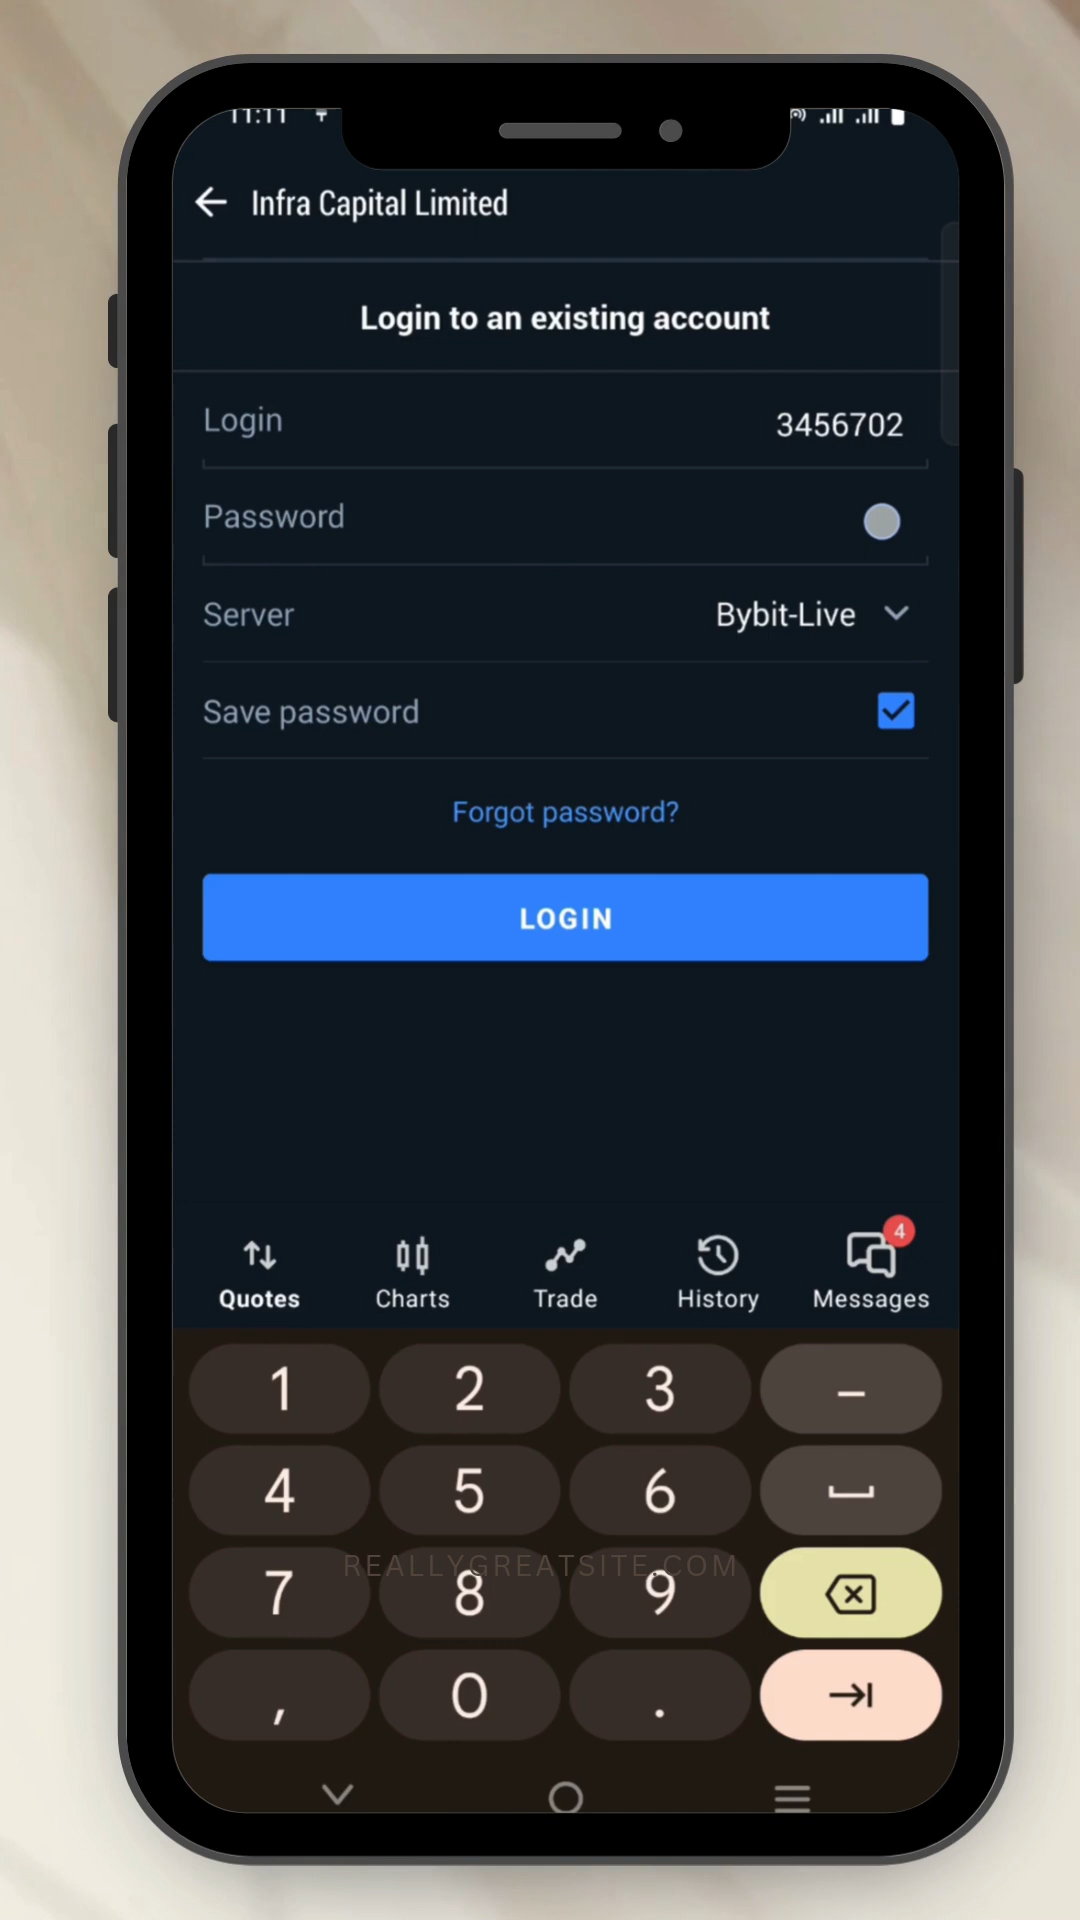 11:11
Infra Capital Limited
Login to an existing account
Login 3456702
Password
Server Bybit-Live
Save password
Forgot password?
LOGIN
4
Quotes Charts Trade History Messages
1 2 3 –
4 5 6
REALLYGREATSITE.COM
7 8 9
, 0 .